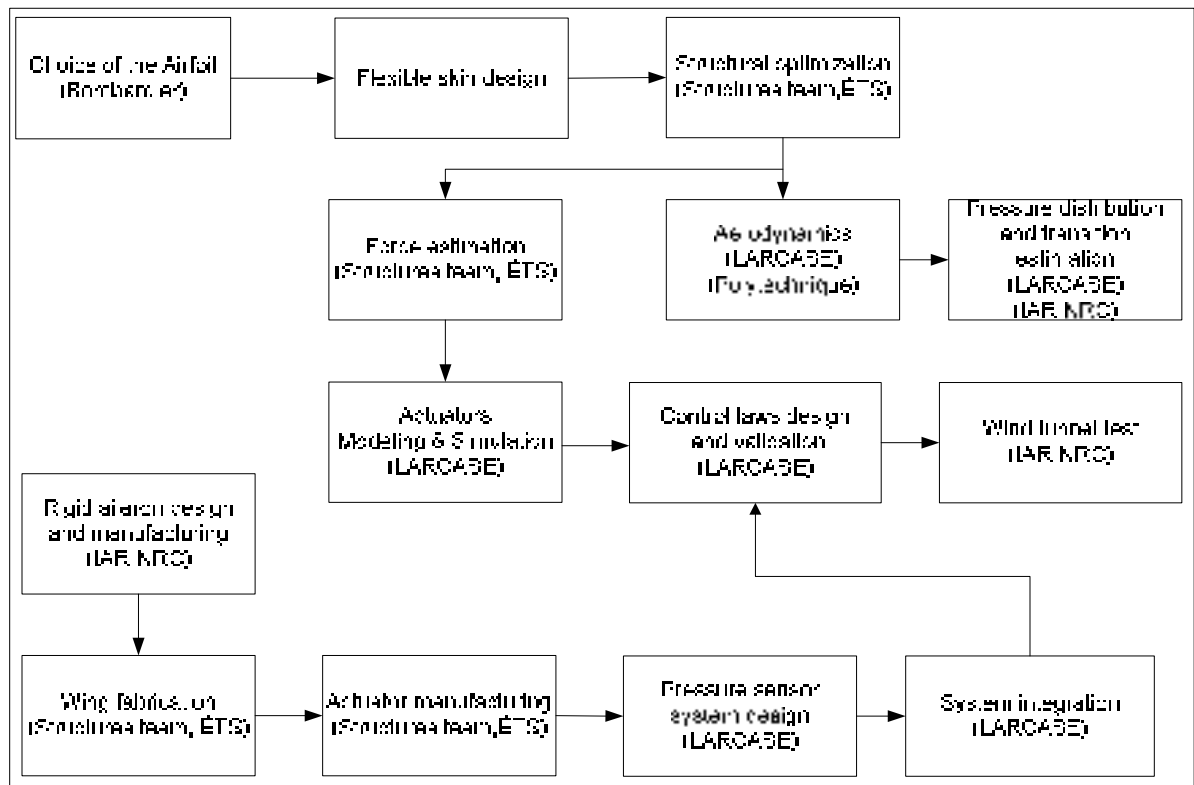 Choice of the Airfoil
(Bombardier)
Flexible skin design
Structural optimization
(Structures team,ÉTS)
Force estimation
(Structures team, ÉTS)
Aerodynamics
(LARCASE)
(Polytechnique)
Pressure distribution
and transition
estimation
(LARCASE)
(IAR NRC)
Actuators
Modeling & Simulation
(LARCASE)
Control laws design
and validation
(LARCASE)
Wind tunnel test
(IAR NRC)
Rigid aileron design
and manufacturing
(IAR NRC)
Wing fabrication
(Structures team, ÉTS)
Actuator manufacturing
(Structures team,ÉTS)
Pressure sensor
system design
(LARCASE)
System integration
(LARCASE)